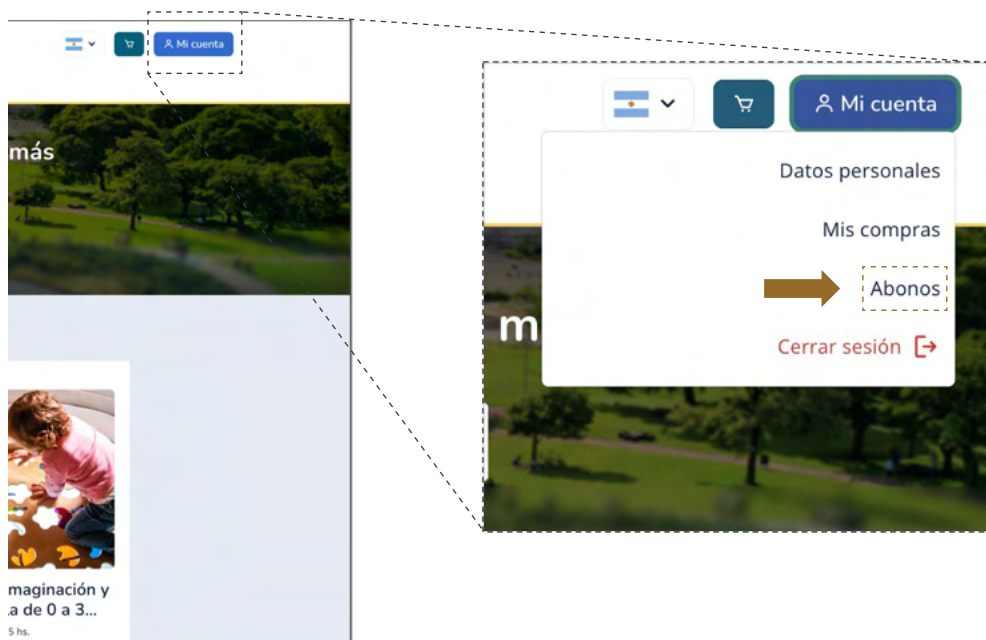 Mi cuenta
más
maginación y
a de 0 a 3...
5 hs.
Mi cuenta
Datos personales
Mis compras
Abonos
m
Cerrar sesión